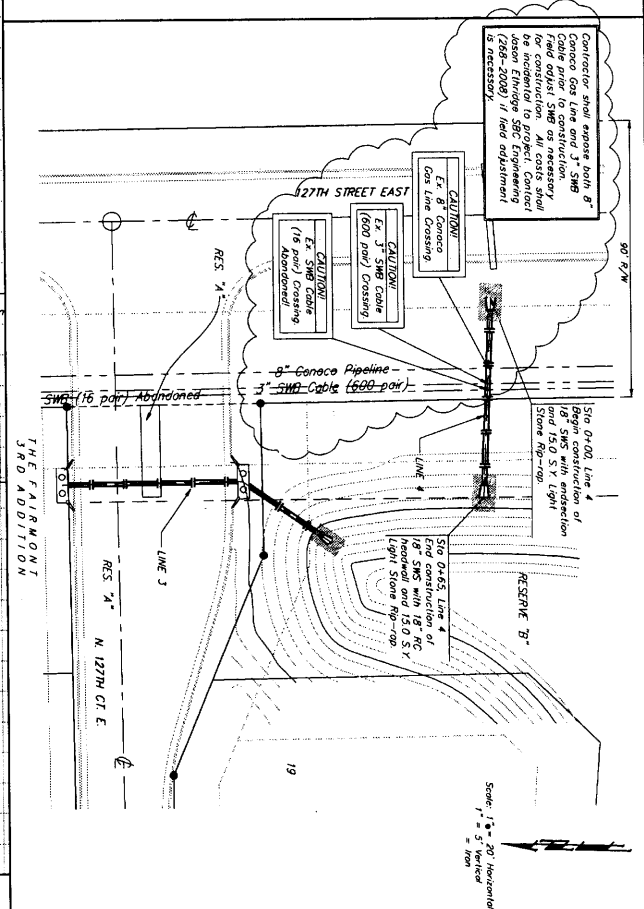 Contractor shall expose both 8"
Conoco Gas Line and 3" SWB
Cable prior to construction.
Field adjust SWB as necessary
for construction. All costs shall
be incidental to project. Contact
Jason Ethridge SBC Engineering
(268-2008) if field adjustment
is necessary.
90' R/W
CAUTION!
Ex. 8" Conoco
Gas Line Crossing.
127TH STREET EAST
CAUTION!
Ex. 3" SWB Cable
(600 pair) Crossing.
CAUTION!
Ex. SWB Cable
(16 pair) Crossing.
Abandoned!
RES. "A"
8" Conoco Pipeline
3" SWB Cable (600 pair)
SWB (16 pair) Abandoned
Sta 0+00, Line 4
Begin construction of
18" SWS with endsection
and 15.0 S.Y. Light
Stone Rip-rap.
LINE 4
Sta 0+65, Line 4
End construction of
18" SWS with 18" RC
headwall and 15.0 S.Y.
Light Stone Rip-rap.
RESERVE "B"
LINE 3
RES. "A"
N. 127TH CT. E.
THE FAIRMONT
3RD ADDITION
19
Scale: 1" = 20' Horizontal
1" = 5' Vertical
= Iron